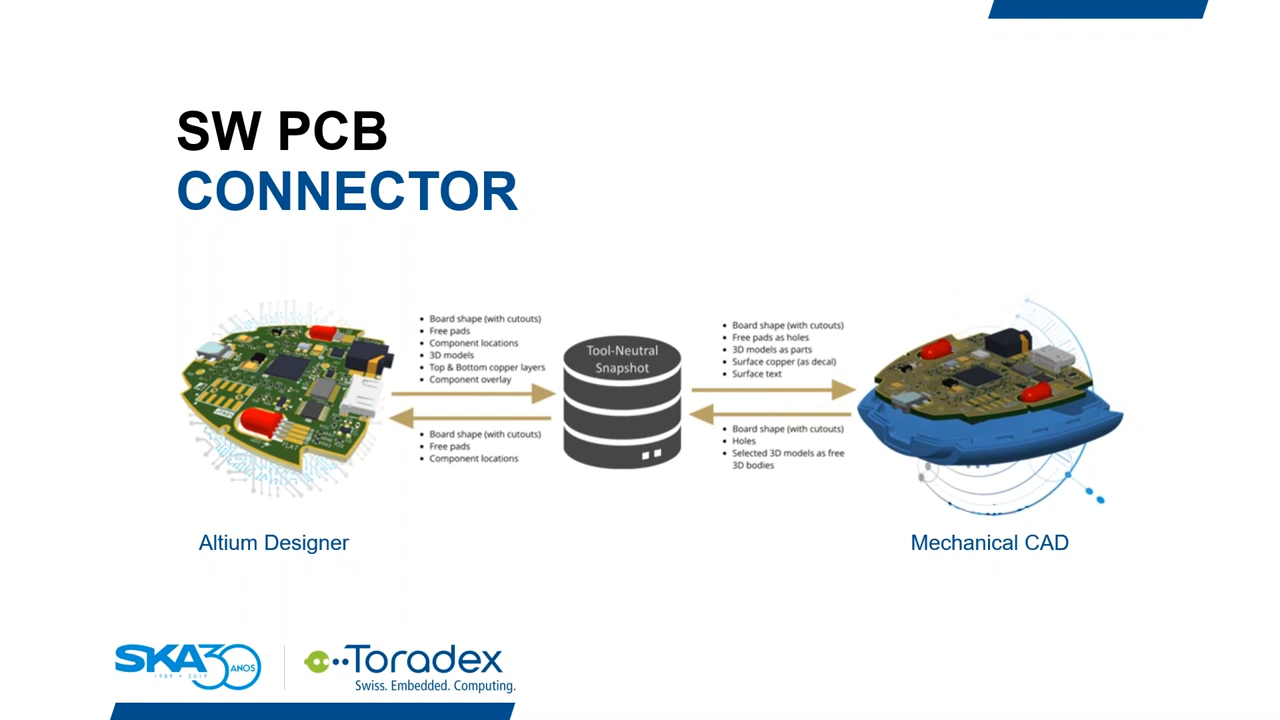 SW PCB
CONNECTOR
• Board shape (with cutouts)
• Free pads
• Component locations
• 3D models
• Top & Bottom copper layers
• Component overlay
• Board shape (with cutouts)
• Free pads
• Component locations
Tool-Neutral
Snapshot
• Board shape (with cutouts)
• Free pads as holes
• 3D models as parts
• Surface copper (as decal)
• Surface text
• Board shape (with cutouts)
• Holes
• Selected 3D models as free
3D bodies
Altium Designer
Mechanical CAD
SKA30
ANOS
1989 • 2019
Toradex
Swiss. Embedded. Computing.